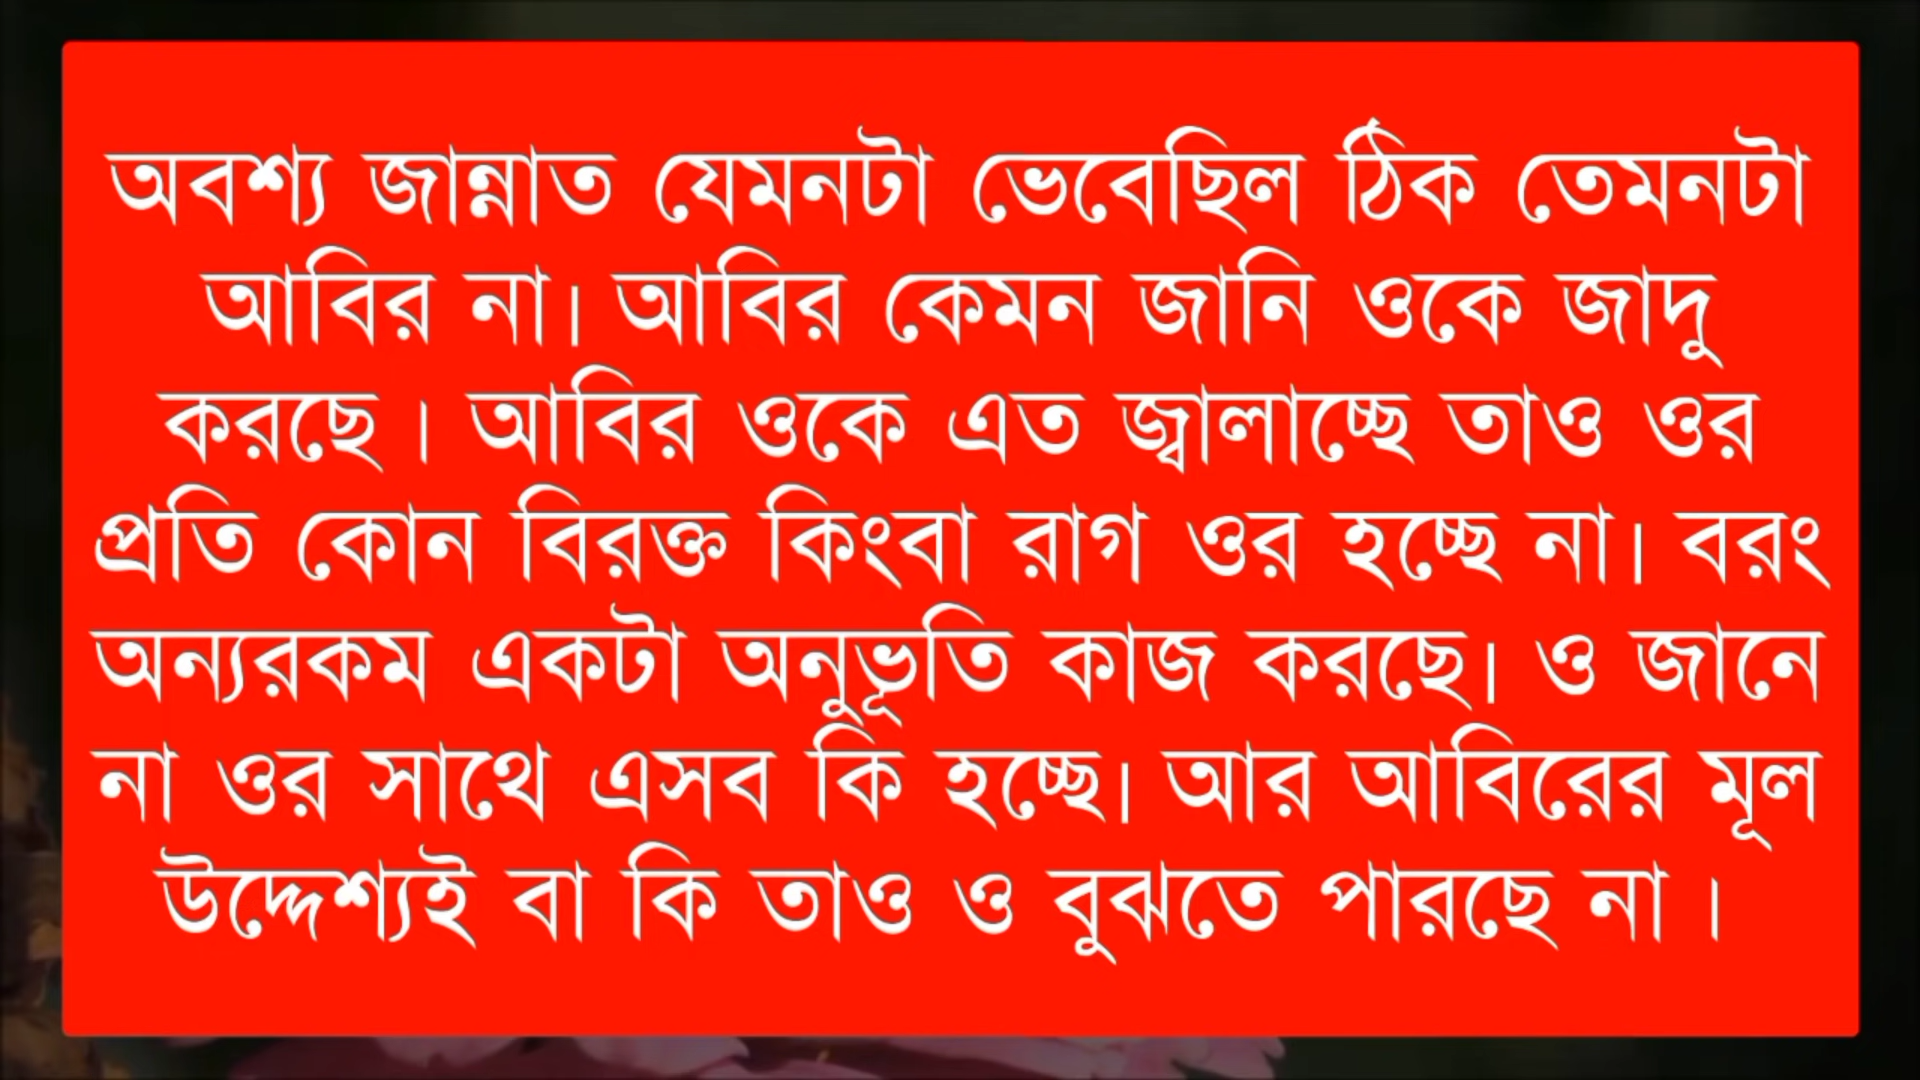 অবশ্য জান্নাত যেমনটা ভেবেছিল ঠিক তেমনটা
আবির না। আবির কেমন জানি ওকে জাদু
করছে । আবির ওকে এত জ্বালাচ্ছে তাও ওর
প্রতি কোন বিরক্ত কিংবা রাগ ওর হচ্ছে না। বরং
অন্যরকম একটা অনুভূতি কাজ করছে। ও জানে
না ওর সাথে এসব কি হচ্ছে। আর আবিরের মূল
উদ্দেশ্যই বা কি তাও ও বুঝতে পারছে না ।